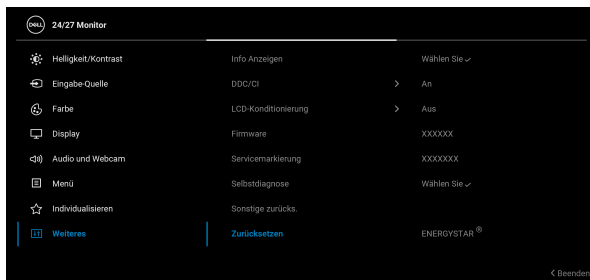 DELL 24/27 Monitor
Helligkeit/Kontrast Info Anzeigen Wählen Sie ✓
Eingabe-Quelle DDC/CI > An
Farbe LCD-Konditionierung > Aus
Display Firmware XXXXXX
Audio und Webcam Servicemarkierung XXXXXXX
Menü Selbstdiagnose Wählen Sie ✓
Individualisieren Sonstige zurücks.
Weiteres Zurücksetzen ENERGYSTAR ®
< Beenden